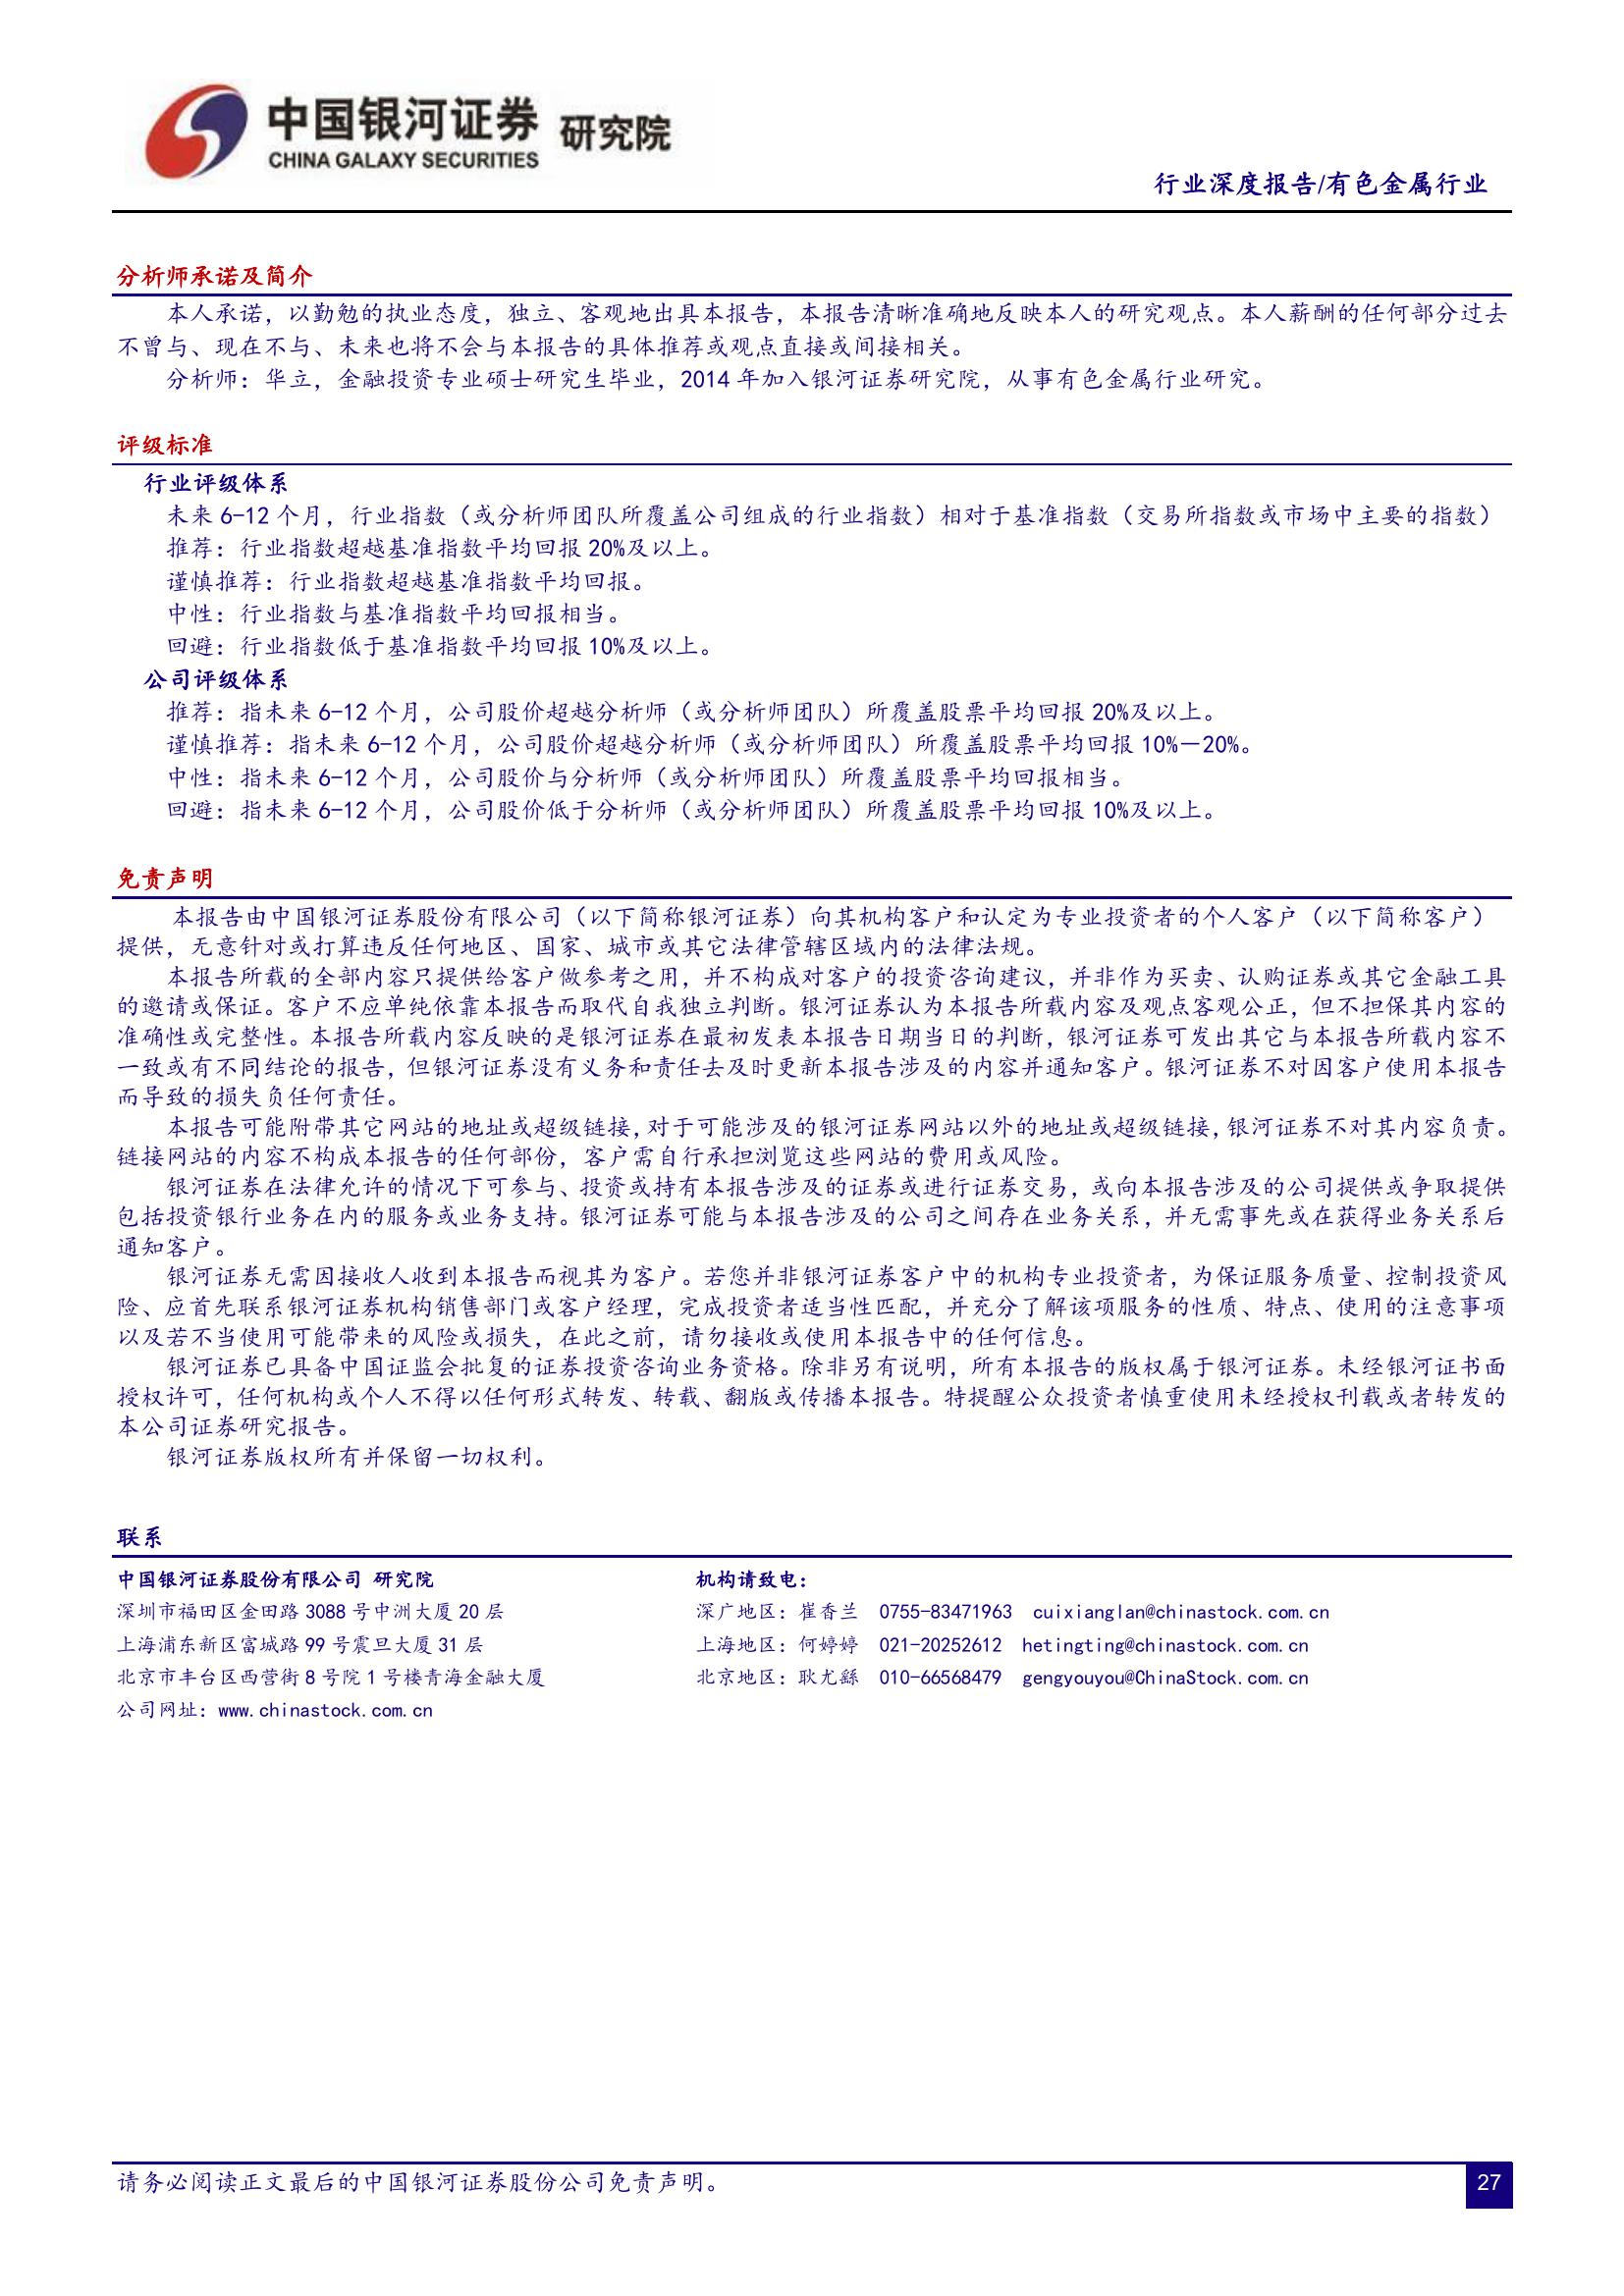 中国银河证券 研究院
CHINA GALAXY SECURITIES
行业深度报告/有色金属行业
分析师承诺及简介
本人承诺，以勤勉的执业态度，独立、客观地出具本报告，本报告清晰准确地反映本人的研究观点。本人薪酬的任何部分过去
不曾与、现在不与、未来也将不会与本报告的具体推荐或观点直接或间接相关。
分析师：华立，金融投资专业硕士研究生毕业，2014 年加入银河证券研究院，从事有色金属行业研究。
评级标准
行业评级体系
未来 6-12 个月，行业指数（或分析师团队所覆盖公司组成的行业指数）相对于基准指数（交易所指数或市场中主要的指数）
推荐：行业指数超越基准指数平均回报 20%及以上。
谨慎推荐：行业指数超越基准指数平均回报。
中性：行业指数与基准指数平均回报相当。
回避：行业指数低于基准指数平均回报 10%及以上。
公司评级体系
推荐：指未来 6-12 个月，公司股价超越分析师（或分析师团队）所覆盖股票平均回报 20%及以上。
谨慎推荐：指未来 6-12 个月，公司股价超越分析师（或分析师团队）所覆盖股票平均回报 10%－20%。
中性：指未来 6-12 个月，公司股价与分析师（或分析师团队）所覆盖股票平均回报相当。
回避：指未来 6-12 个月，公司股价低于分析师（或分析师团队）所覆盖股票平均回报 10%及以上。
免责声明
本报告由中国银河证券股份有限公司（以下简称银河证券）向其机构客户和认定为专业投资者的个人客户（以下简称客户）
提供，无意针对或打算违反任何地区、国家、城市或其它法律管辖区域内的法律法规。
本报告所载的全部内容只提供给客户做参考之用，并不构成对客户的投资咨询建议，并非作为买卖、认购证券或其它金融工具
的邀请或保证。客户不应单纯依靠本报告而取代自我独立判断。银河证券认为本报告所载内容及观点客观公正，但不担保其内容的
准确性或完整性。本报告所载内容反映的是银河证券在最初发表本报告日期当日的判断，银河证券可发出其它与本报告所载内容不
一致或有不同结论的报告，但银河证券没有义务和责任去及时更新本报告涉及的内容并通知客户。银河证券不对因客户使用本报告
而导致的损失负任何责任。
本报告可能附带其它网站的地址或超级链接，对于可能涉及的银河证券网站以外的地址或超级链接，银河证券不对其内容负责。
链接网站的内容不构成本报告的任何部份，客户需自行承担浏览这些网站的费用或风险。
银河证券在法律允许的情况下可参与、投资或持有本报告涉及的证券或进行证券交易，或向本报告涉及的公司提供或争取提供
包括投资银行业务在内的服务或业务支持。银河证券可能与本报告涉及的公司之间存在业务关系，并无需事先或在获得业务关系后
通知客户。
银河证券无需因接收人收到本报告而视其为客户。若您并非银河证券客户中的机构专业投资者，为保证服务质量、控制投资风
险、应首先联系银河证券机构销售部门或客户经理，完成投资者适当性匹配，并充分了解该项服务的性质、特点、使用的注意事项
以及若不当使用可能带来的风险或损失，在此之前，请勿接收或使用本报告中的任何信息。
银河证券已具备中国证监会批复的证券投资咨询业务资格。除非另有说明，所有本报告的版权属于银河证券。未经银河证书面
授权许可，任何机构或个人不得以任何形式转发、转载、翻版或传播本报告。特提醒公众投资者慎重使用未经授权刊载或者转发的
本公司证券研究报告。
银河证券版权所有并保留一切权利。
联系
中国银河证券股份有限公司 研究院
深圳市福田区金田路 3088 号中洲大厦 20 层
上海浦东新区富城路 99 号震旦大厦 31 层
北京市丰台区西营街 8 号院 1 号楼青海金融大厦
公司网址：www.chinastock.com.cn
机构请致电：
深广地区：崔香兰 0755-83471963 cuixianglan@chinastock.com.cn
上海地区：何婷婷 021-20252612 hetingting@chinastock.com.cn
北京地区：耿尤繇 010-66568479 gengyouyou@ChinaStock.com.cn
请务必阅读正文最后的中国银河证券股份公司免责声明。
27